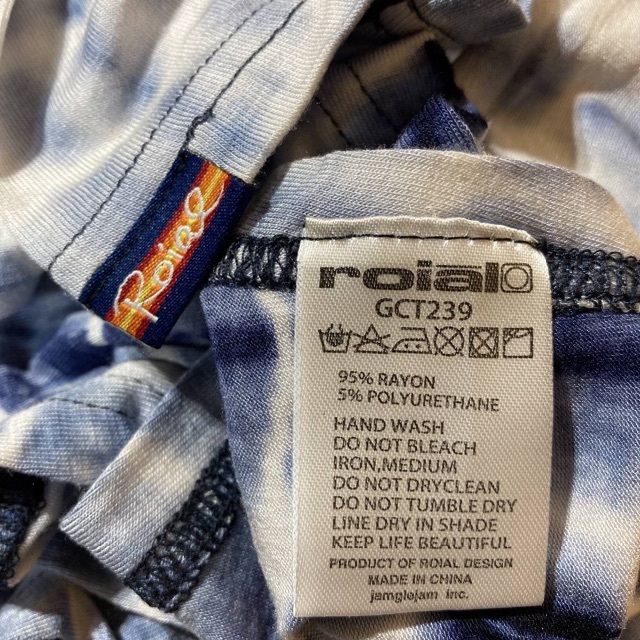 Roial
roial
GCT239
95% RAYON
5% POLYURETHANE
HAND WASH
DO NOT BLEACH
IRON,MEDIUM
DO NOT DRYCLEAN
DO NOT TUMBLE DRY
LINE DRY IN SHADE
KEEP LIFE BEAUTIFUL
PRODUCT OF ROIAL DESIGN
MADE IN CHINA
jamglejam inc.